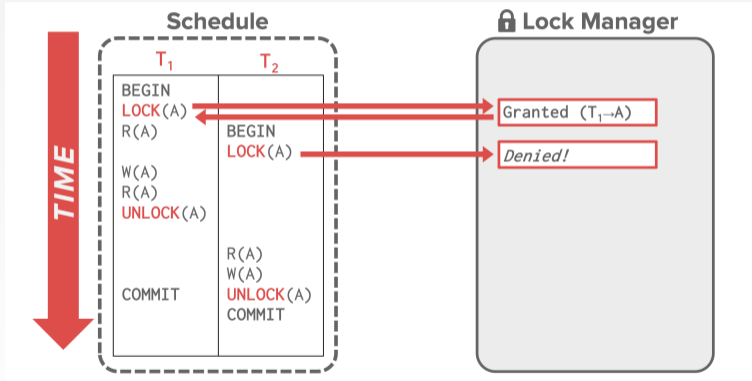 Schedule
Lock Manager
TIME
T₁
T₂
BEGIN
LOCK(A)
R(A)
W(A)
R(A)
UNLOCK(A)
COMMIT
BEGIN
LOCK(A)
R(A)
W(A)
UNLOCK(A)
COMMIT
Granted (T₁→A)
Denied!